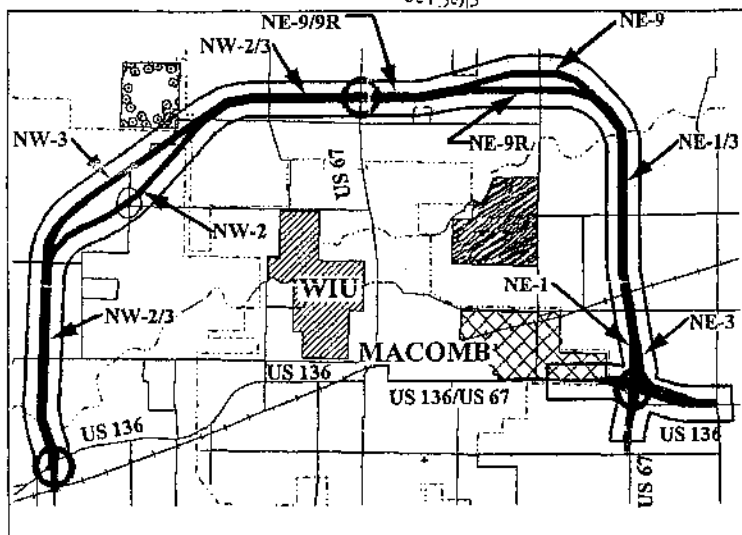 NE-9/9R
NE-9
NW-2/3
NW-3
NE-9R
NE-1/3
US 67
NW-2
WIU
NE-1
NE-3
NW-2/3
MACOMB
US 136
US 136/US 67
US 136
US 136
US 67